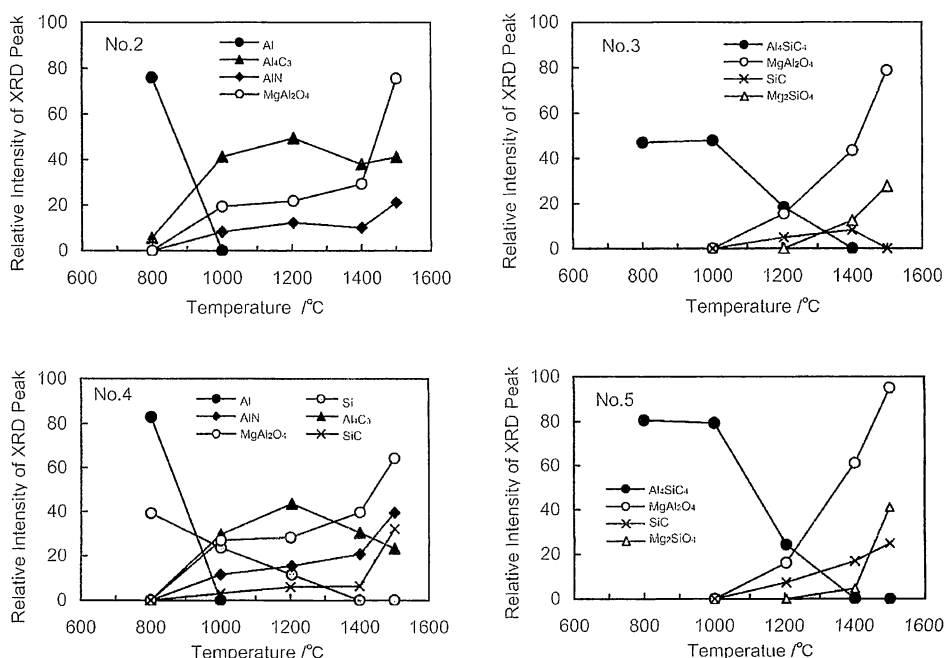 Relative Intensity of XRD Peak
100
80
60
40
20
0
No.2
Al
Al₄C₃
AlN
MgAl₂O₄
600 800 1000 1200 1400 1600
Temperature /°C
Relative Intensity of XRD Peak
100
80
60
40
20
0
No.3
Al₄SiC₄
MgAl₂O₄
SiC
Mg₂SiO₄
600 800 1000 1200 1400 1600
Temperature /°C
Relative Intensity of XRD Peak
100
80
60
40
20
0
No.4
Al Si
AlN Al₄C₃
MgAl₂O₄ SiC
600 800 1000 1200 1400 1600
Temperature /°C
Relative Intensity of XRD Peak
100
80
60
40
20
0
No.5
Al₄SiC₄
MgAl₂O₄
SiC
Mg₂SiO₄
600 800 1000 1200 1400 1600
Temperatue /°C